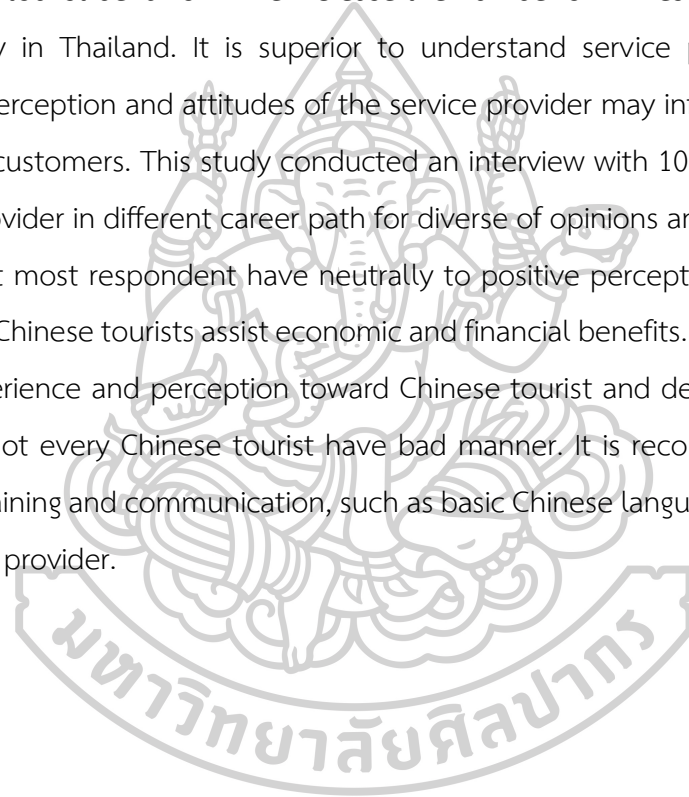 y in Thailand. It is superior to understand service p
erception and attitudes of the service provider may in
customers. This study conducted an interview with 10
ovider in different career path for diverse of opinions a
t most respondent have neutrally to positive percept
Chinese tourists assist economic and financial benefits.
erience and perception toward Chinese tourist and de
not every Chinese tourist have bad manner. It is reco
aining and communication, such as basic Chinese langu
provider.
มหาวิทยาลัยศิลปากร